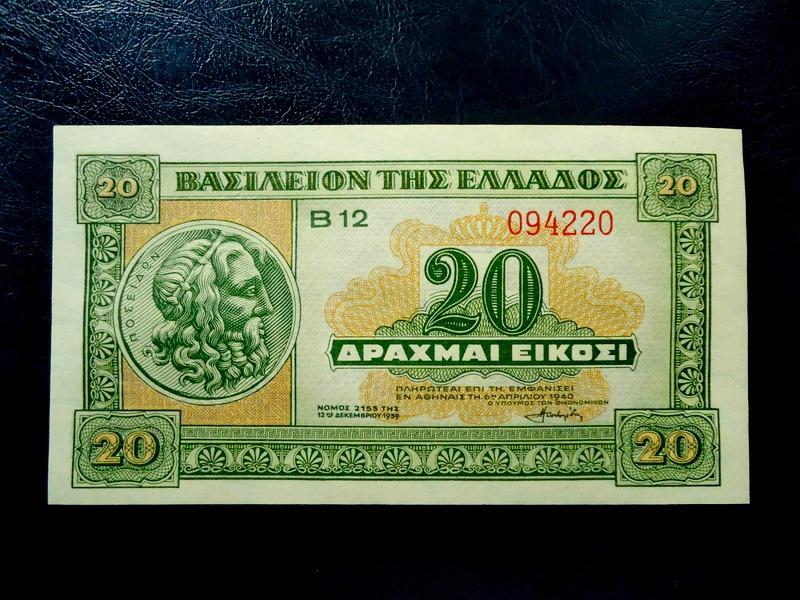 20 ΒΑΣΙΛΕΙΟΝ ΤΗΣ ΕΛΛΑΔΟΣ 20
Β 12 094220
ΠΟΣΕΙΔΩΝ
20
ΔΡΑΧΜΑΙ ΕΙΚΟΣΙ
ΠΛΗΡΩΤΕΑΙ ΕΠΙ ΤΗ ΕΜΦΑΝΙΣΕΙ
ΕΝ ΑΘΗΝΑΙΣ ΤΗ, 6ῃ ΑΠΡΙΛΙΟΥ 1940
Ο ΥΠΟΥΡΓΟΣ ΤΩΝ ΟΙΚΟΝΟΜΙΚΩΝ
ΝΟΜΟΣ 2155 ΤΗΣ
12ης ΔΕΚΕΜΒΡΙΟΥ 1939
20 20